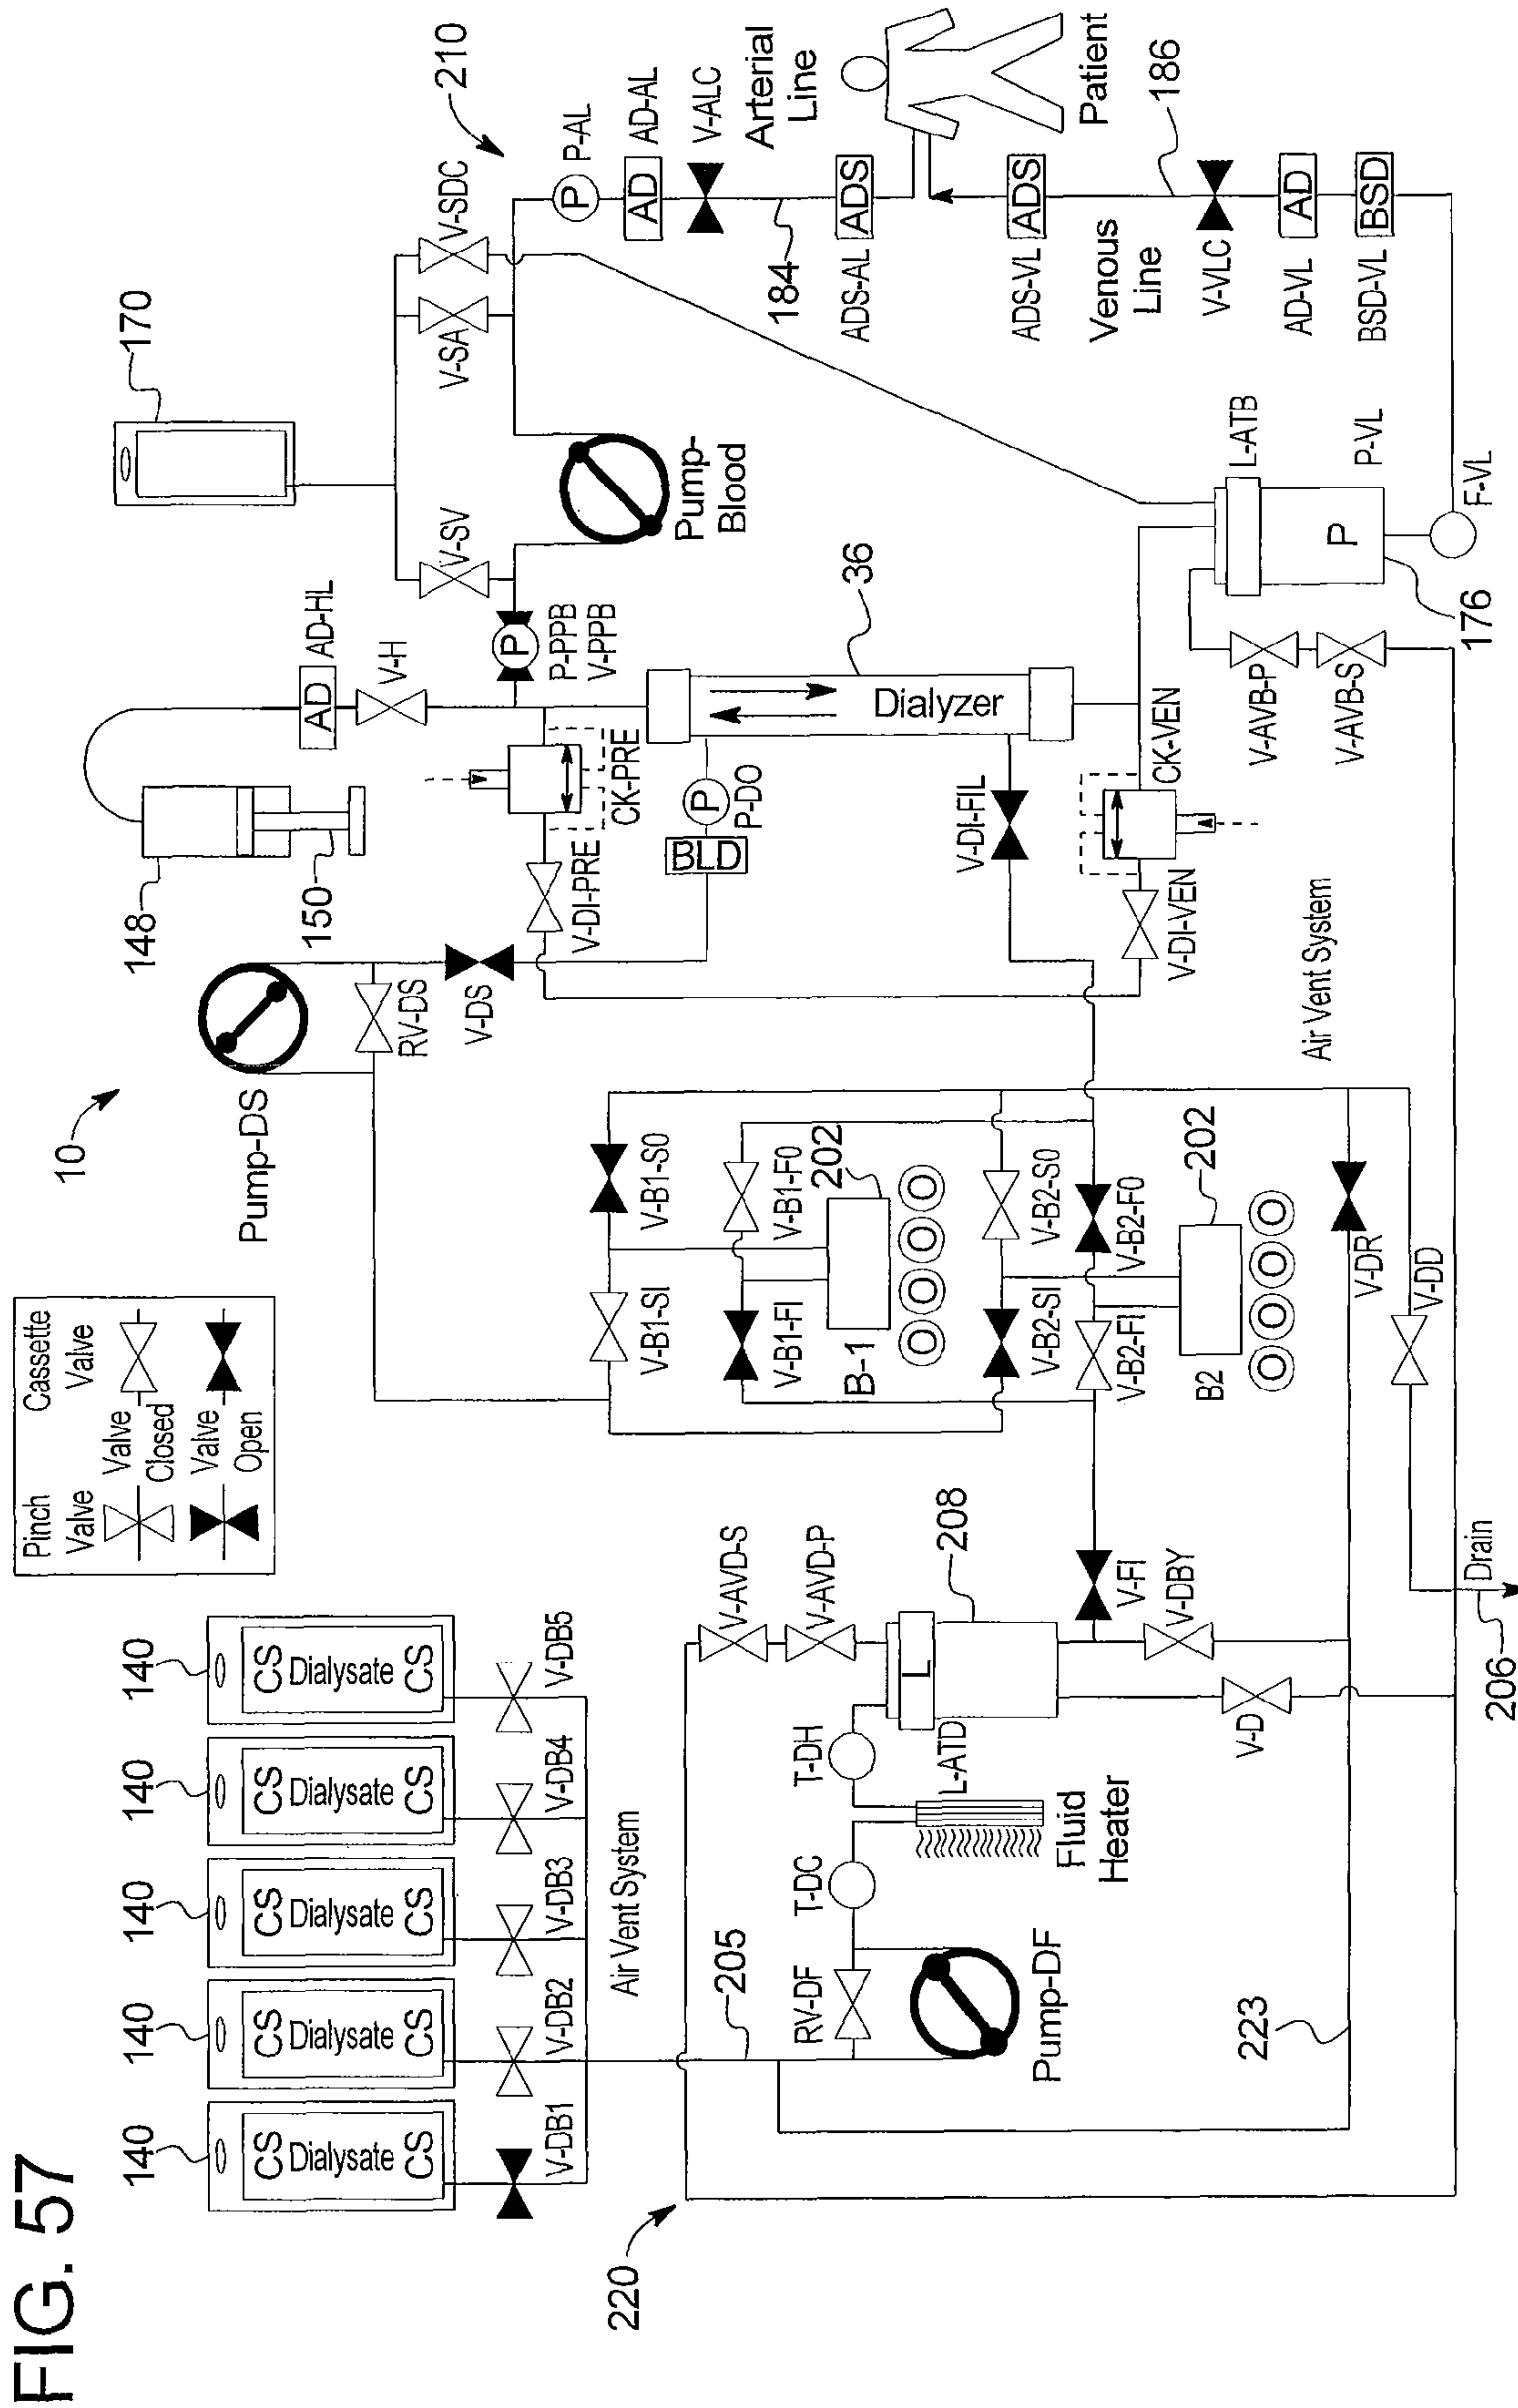 FIG. 57
Pinch
Valve
Cassette
Valve
Valve
Closed
Valve
Open
10
140
140
140
140
140
CS
Dialysate
CS
CS
Dialysate
CS
CS
Dialysate
CS
CS
Dialysate
CS
CS
Dialysate
CS
V-DB1
V-DB2
V-DB3
V-DB4
V-DB5
Air Vent System
220
205
V-AVD-S
V-AVD-P
RV-DF
T-DC
T-DH
L
L-ATD
208
Pump-DF
Fluid
Heater
V-FI
V-DBY
V-D
223
206
Drain
Pump-DS
RV-DS
V-DS
V-B1-SI
V-B1-S0
V-B1-FI
V-B1-F0
B-1
202
O
O
O
O
V-B2-SI
V-B2-S0
V-B2-FI
V-B2-F0
B2
202
O
O
O
O
V-DR
V-DD
Air Vent System
148
150
AD
AD-HL
V-H
CK-PRE
V-DI-PRE
BLD
P
P-DO
Dialyzer
36
V-DI-FIL
V-DI-VEN
CK-VEN
P
P-PPB
V-PPB
170
V-SV
V-SA
V-SDC
210
Pump-
Blood
P
P-AL
AD
AD-AL
V-ALC
Arterial
Line
184
ADS
ADS-AL
Patient
ADS
ADS-VL
Venous
Line
186
V-VLC
AD
AD-VL
BSD
BSD-VL
L-ATB
P
P-VL
F-VL
176
V-AVB-P
V-AVB-S